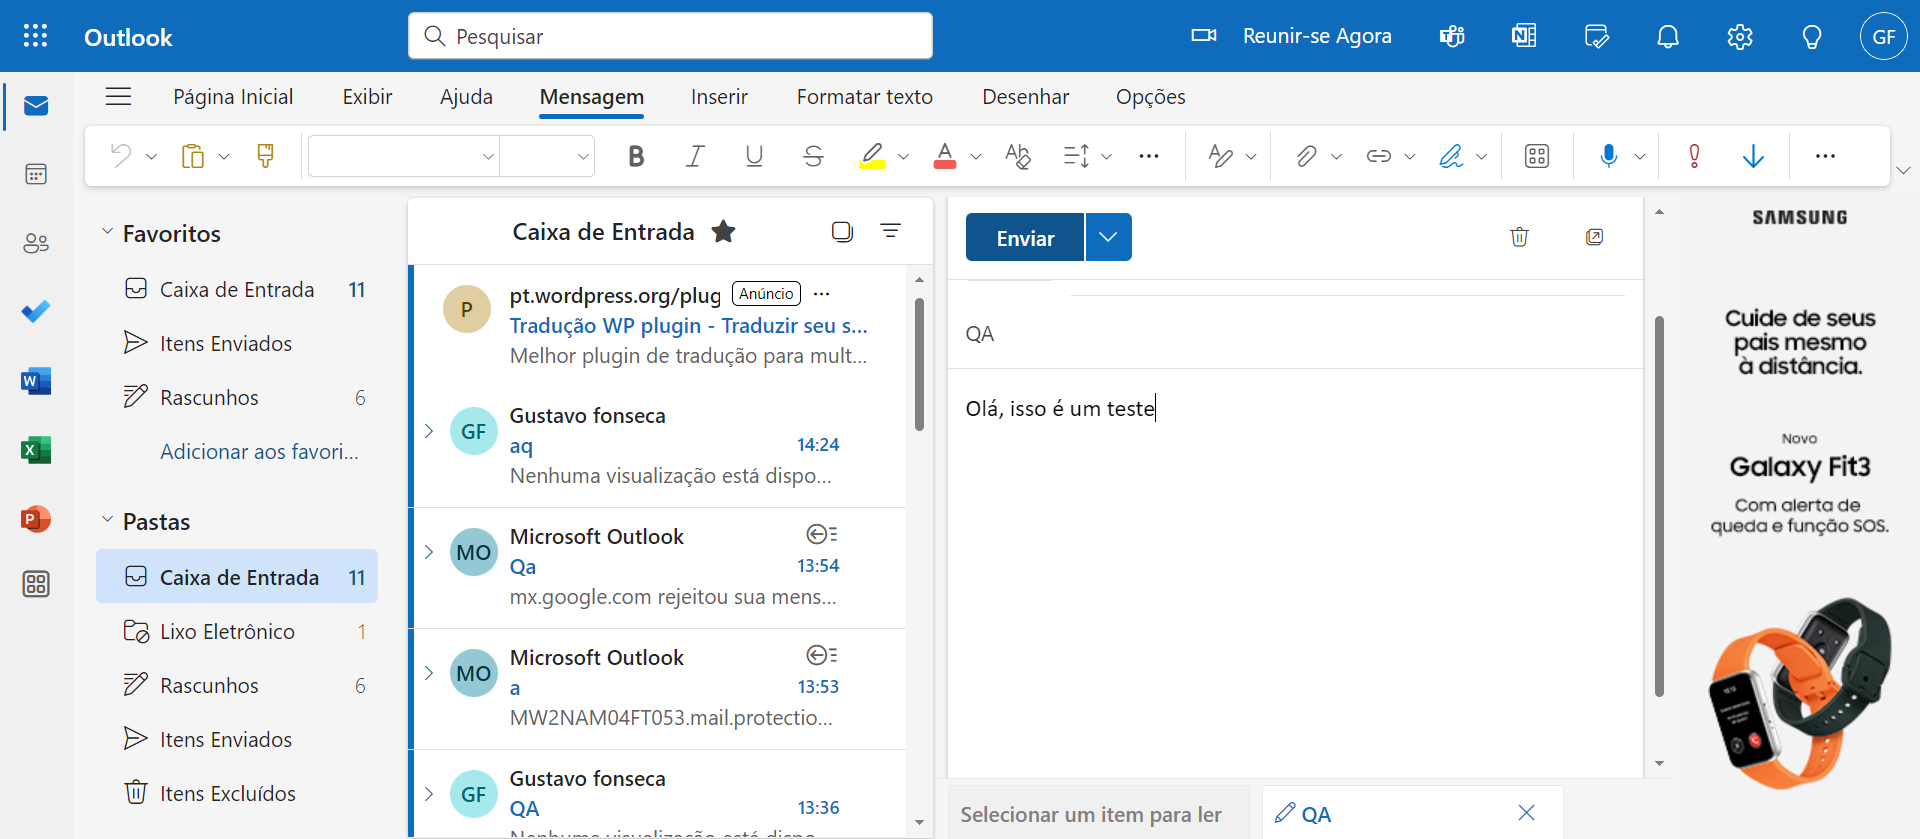 Outlook
Pesquisar
Reunir-se Agora
GF
Página Inicial
Exibir
Ajuda
Mensagem
Inserir
Formatar texto
Desenhar
Opções
Favoritos
Caixa de Entrada 11
Itens Enviados
Rascunhos 6
Adicionar aos favori...
Pastas
Caixa de Entrada 11
Lixo Eletrônico 1
Rascunhos 6
Itens Enviados
Itens Excluídos
Caixa de Entrada
P
pt.wordpress.org/plug Anúncio
Tradução WP plugin - Traduzir seu s...
Melhor plugin de tradução para mult...
GF
Gustavo fonseca
aq 14:24
Nenhuma visualização está dispo...
MO
Microsoft Outlook
Qa 13:54
mx.google.com rejeitou sua mens...
MO
Microsoft Outlook
a 13:53
MW2NAM04FT053.mail.protectio...
GF
Gustavo fonseca
QA 13:36
Nenhuma visualização está dispo...
Enviar
QA
Olá, isso é um teste
Selecionar um item para ler
QA
SAMSUNG
Cuide de seus
pais mesmo
à distância.
Novo
Galaxy Fit3
Com alerta de
queda e função SOS.